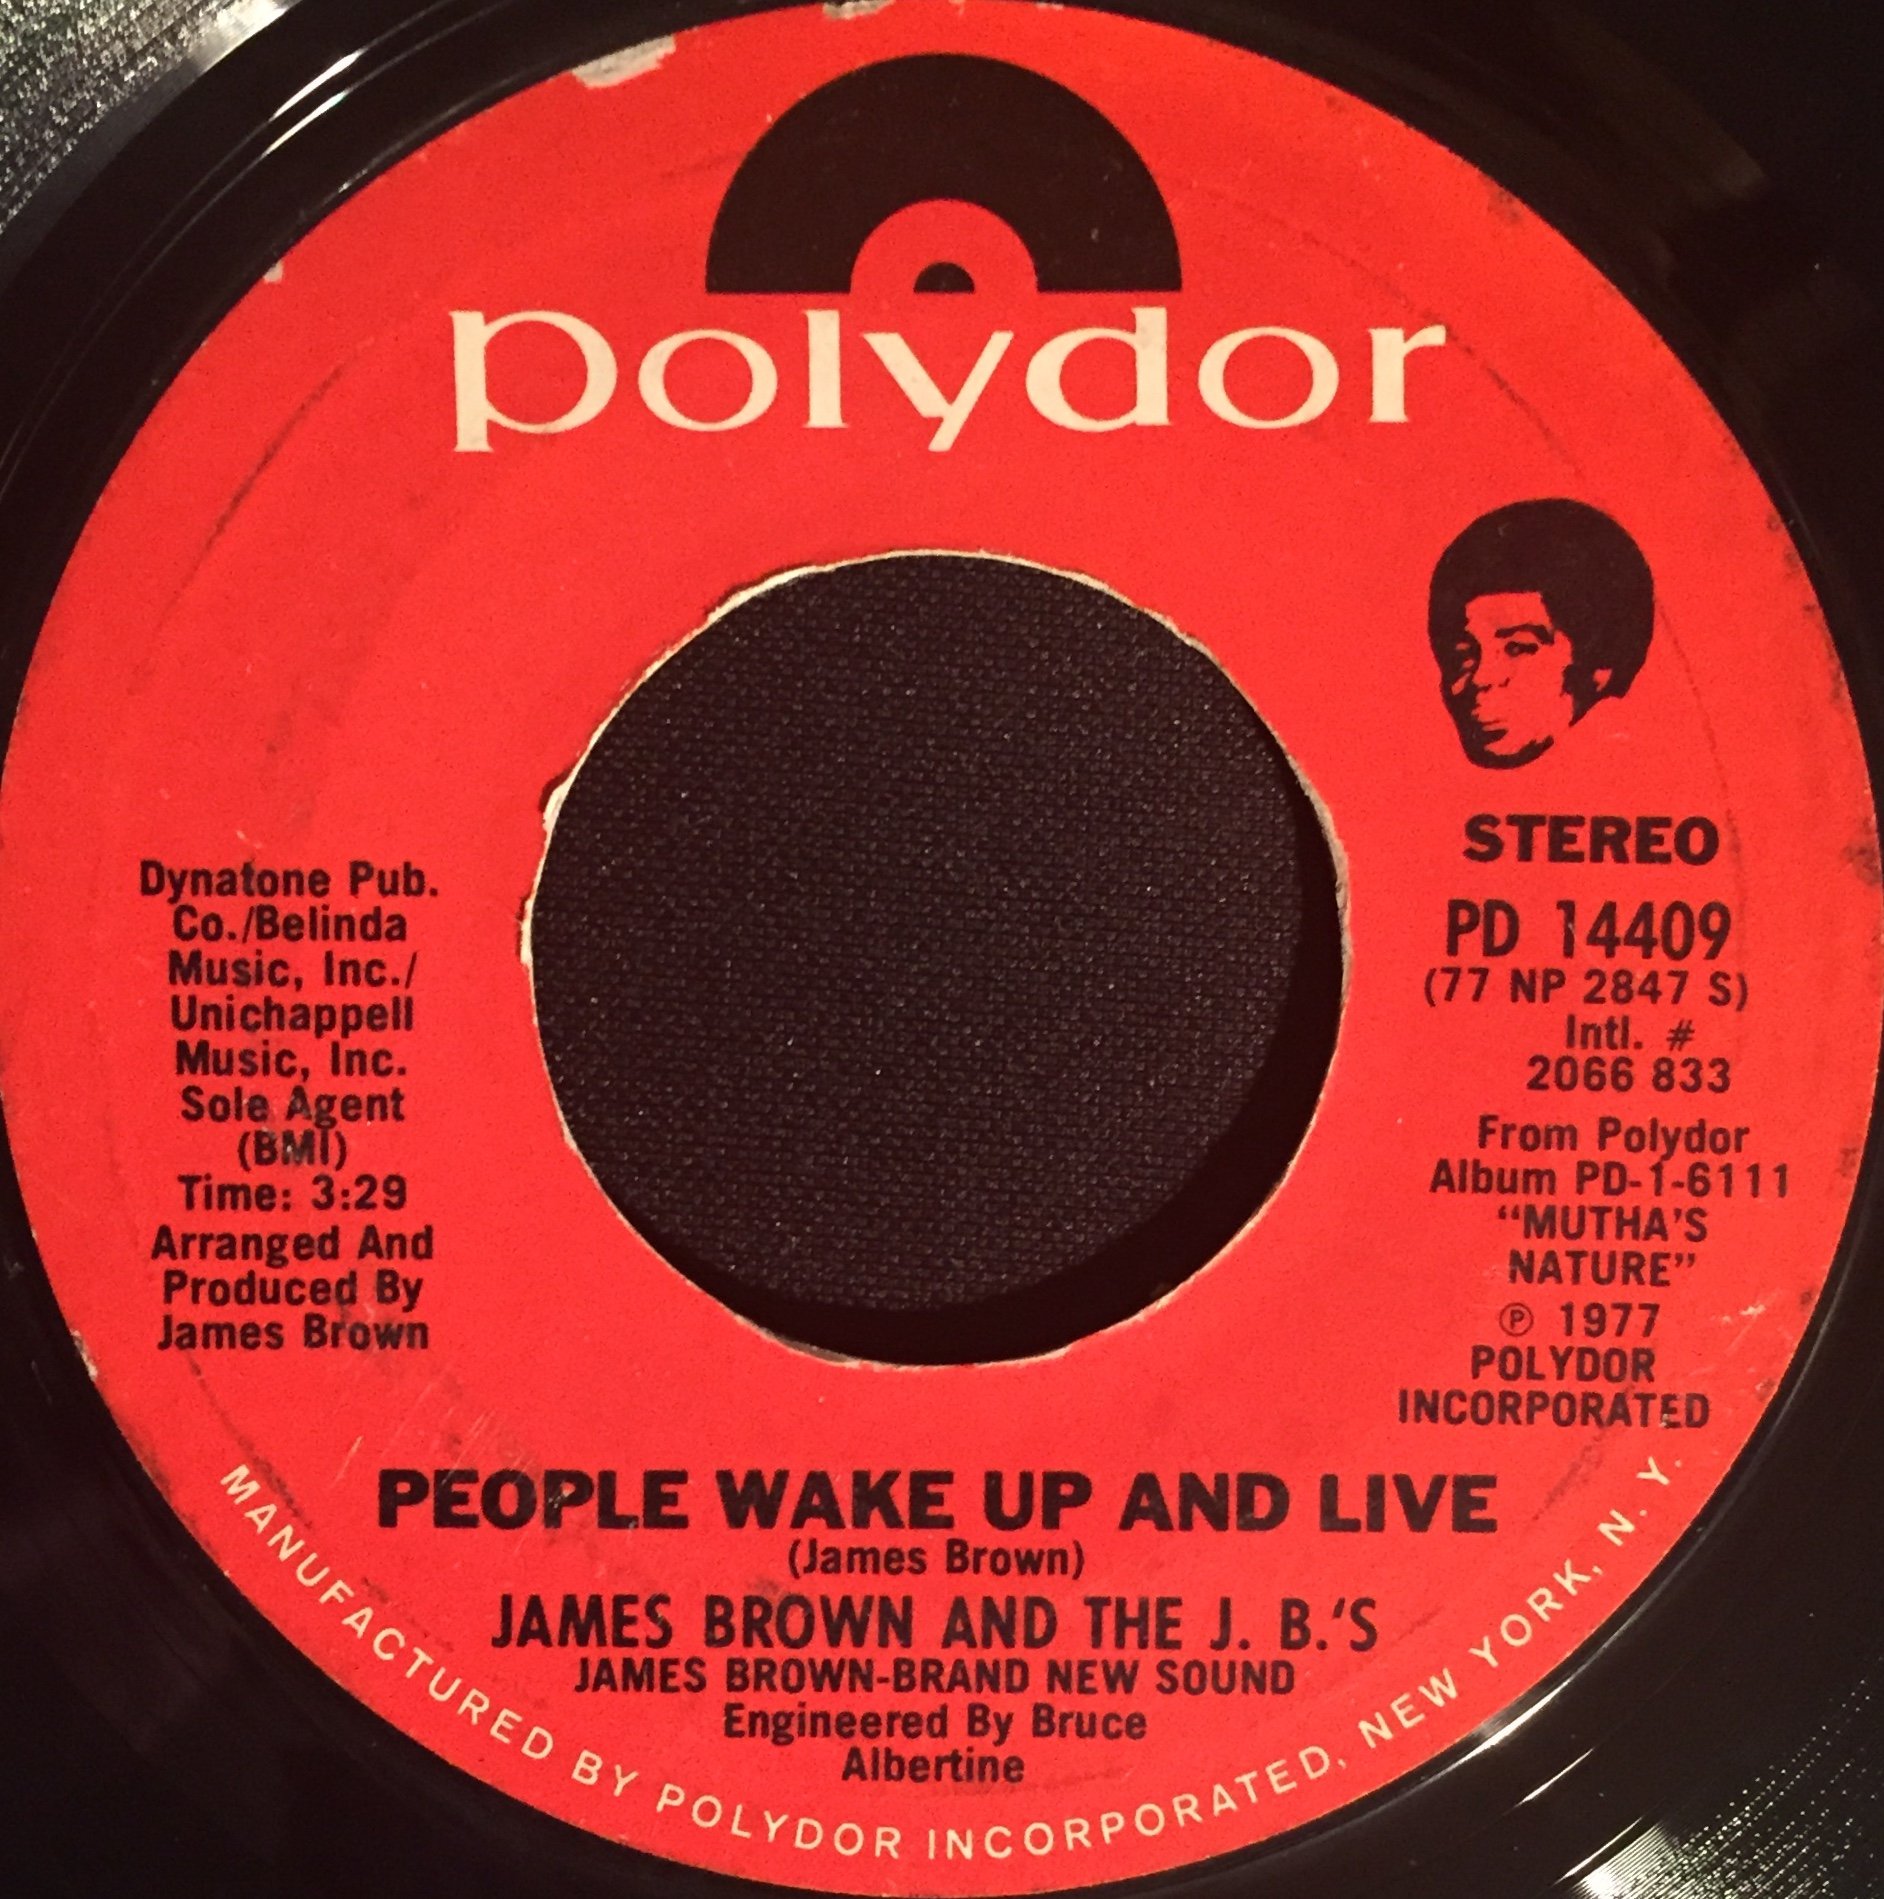 polydor
Dynatone Pub.
Co./Belinda
Music, Inc./
Unichappell
Music, Inc.
Sole Agent
(BMI)
Time: 3:29
Arranged And
Produced By
James Brown
STEREO
PD 14409
(77 NP 2847 S)
Intl. #
2066 833
From Polydor
Album PD-1-6111
"MUTHA'S
NATURE"
Ⓟ 1977
POLYDOR
INCORPORATED
PEOPLE WAKE UP AND LIVE
(James Brown)
JAMES BROWN AND THE J. B.'S
JAMES BROWN-BRAND NEW SOUND
Engineered By Bruce
Albertine
MANUFACTURED BY POLYDOR INCORPORATED, NEW YORK, N. Y.